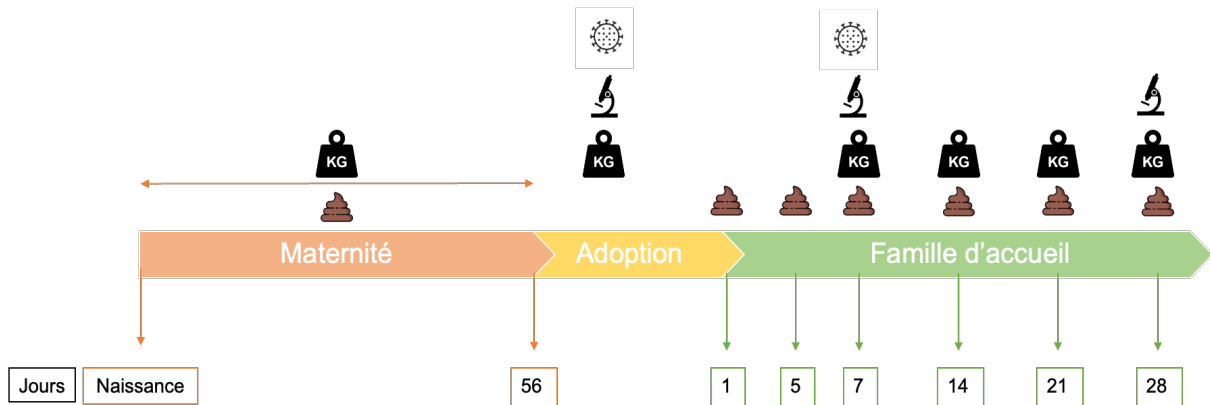 KG
KG
KG
KG
KG
KG
Maternité
Adoption
Famille d'accueil
Jours
Naissance
56
1
5
7
14
21
28